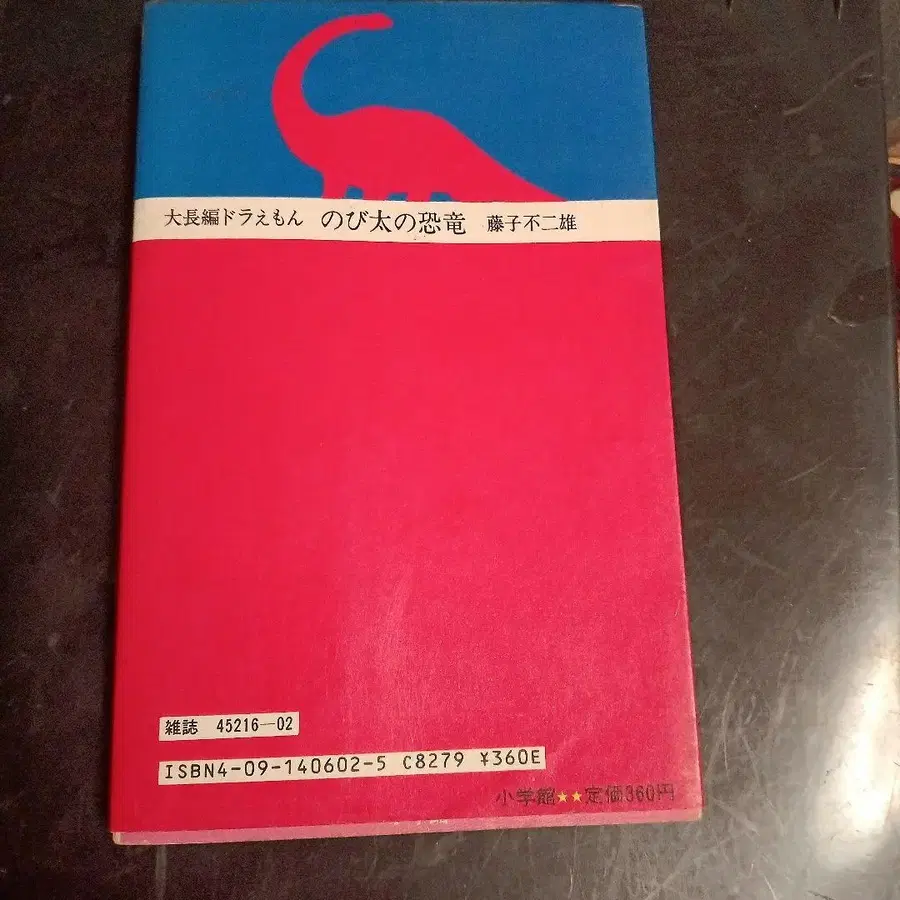 大長編ドラえもん のび太の恐竜 藤子不二雄
雑誌 45216-02
ISBN4-09-140602-5 C8279 ¥360E
小学館★★定価360円